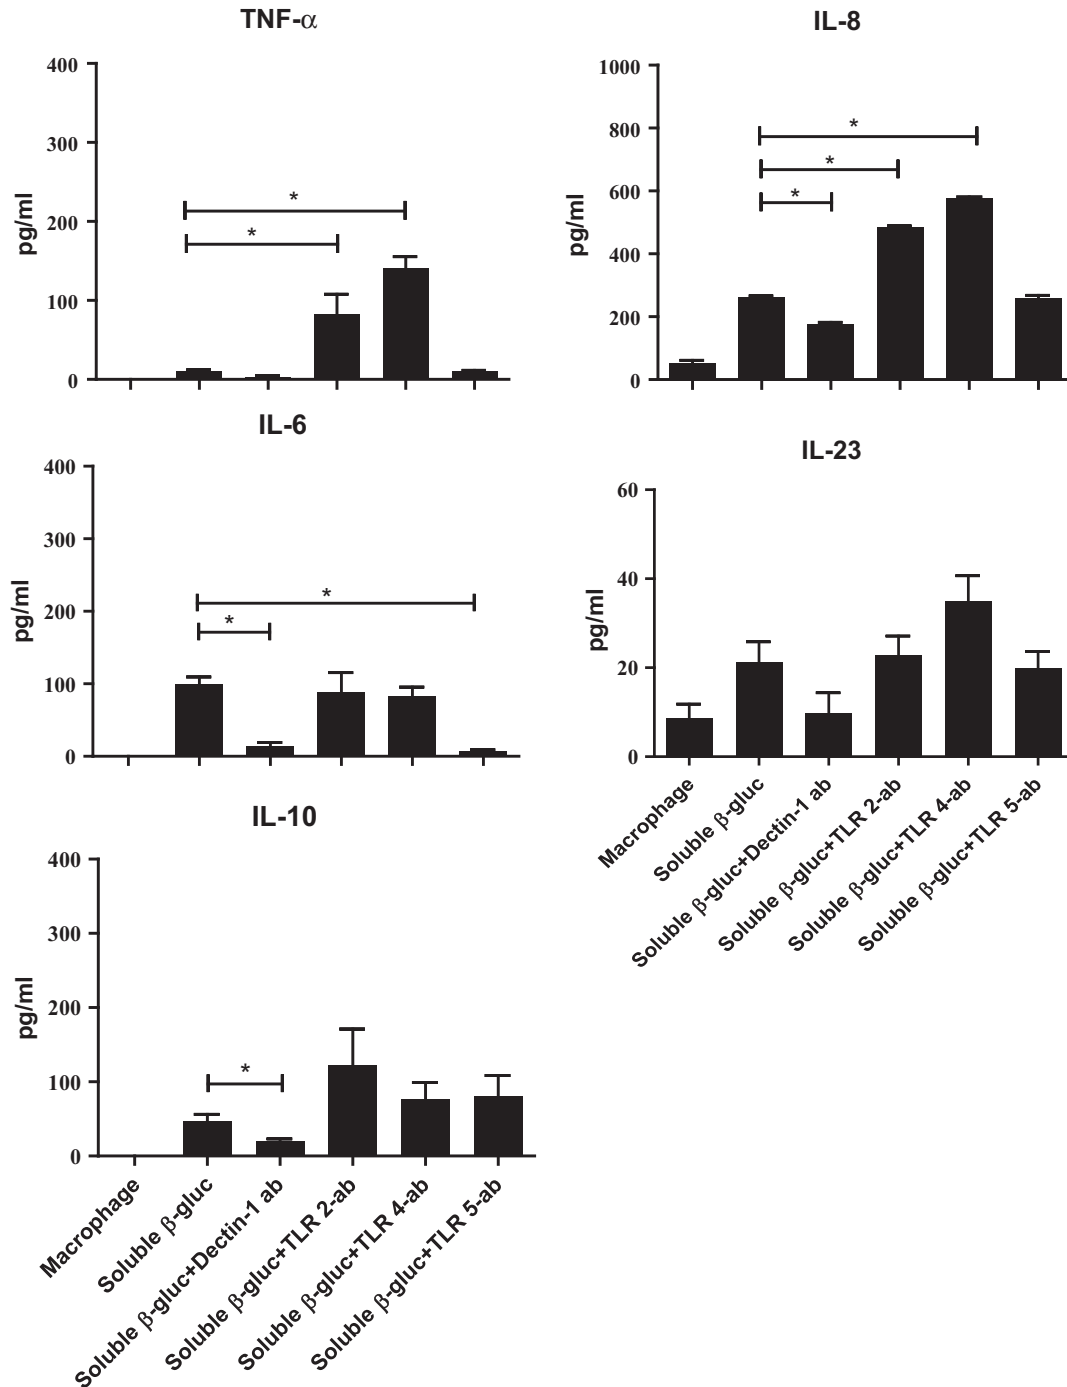 TNF-α
400
300
200
100
0
pg/ml
*
*
IL-8
1000
800
600
400
200
0
pg/ml
*
*
*
IL-6
400
300
200
100
0
pg/ml
*
*
IL-23
60
40
20
0
pg/ml
Macrophage
Soluble β-gluc
Soluble β-gluc+Dectin-1 ab
Soluble β-gluc+TLR 2-ab
Soluble β-gluc+TLR 4-ab
Soluble β-gluc+TLR 5-ab
IL-10
400
300
200
100
0
pg/ml
*
Macrophage
Soluble β-gluc
Soluble β-gluc+Dectin-1 ab
Soluble β-gluc+TLR 2-ab
Soluble β-gluc+TLR 4-ab
Soluble β-gluc+TLR 5-ab